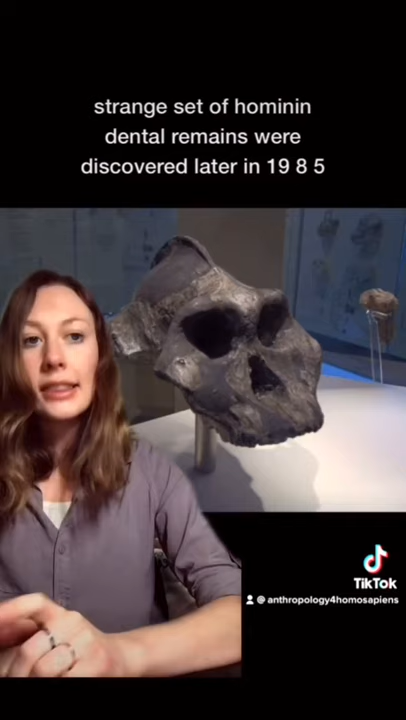 strange set of hominin
dental remains were
discovered later in 19 8 5
TikTok
@ anthropology4homosapiens